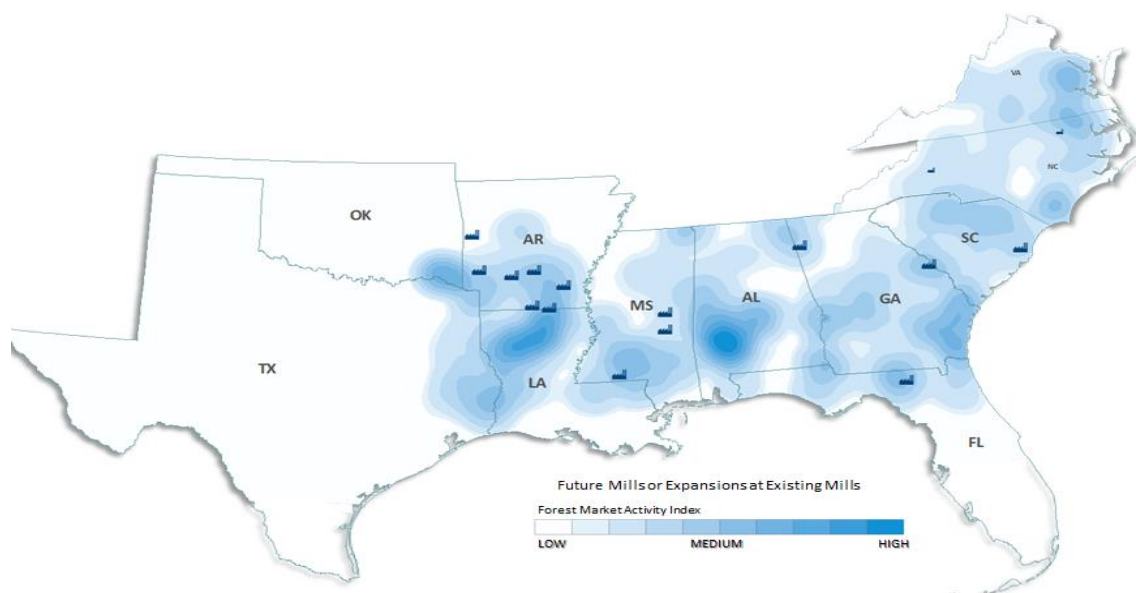 VA
NC
OK
AR
SC
MS
AL
GA
TX
LA
FL
Future Mills or Expansions at Existing Mills
Forest Market Activity Index
LOW MEDIUM HIGH